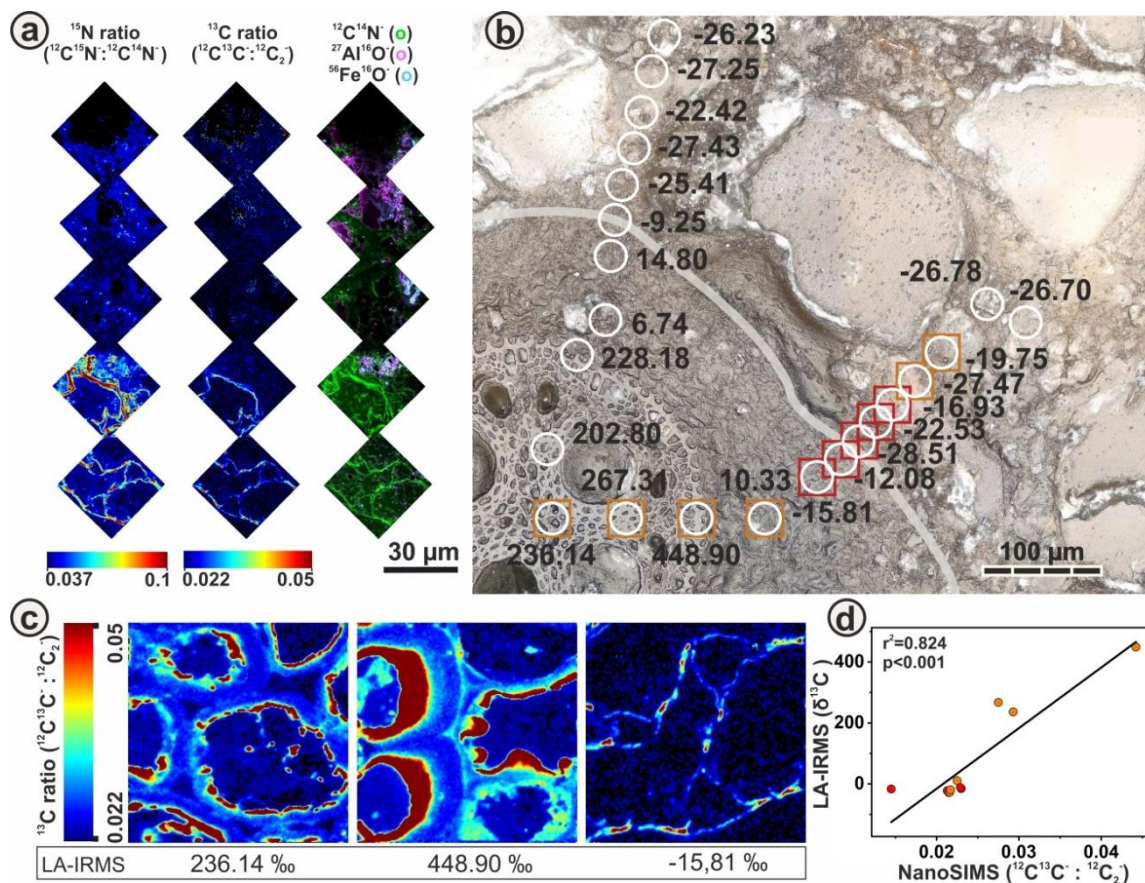 a
¹⁵N ratio
(¹²C¹⁵N⁻:¹²C¹⁴N⁻)
¹³C ratio
(¹²C¹³C⁻:¹²C₂⁻)
¹²C¹⁴N⁻ (o)
²⁷Al¹⁶O⁻(o)
⁵⁶Fe¹⁶O⁻ (o)
0.037 0.1
0.022 0.05
30 µm
b
-26.23
-27.25
-22.42
-27.43
-25.41
-9.25
14.80
6.74
228.18
202.80
267.31
10.33
236.14
448.90
-15.81
-12.08
-28.51
-22.53
-16.93
-27.47
-19.75
-26.78
-26.70
100 µm
c
¹³C ratio (¹²C¹³C⁻ : ¹²C₂⁻)
0.05
0.022
LA-IRMS 236.14 ‰ 448.90 ‰ -15,81 ‰
d
r²=0.824
p<0.001
LA-IRMS (δ¹³C)
400
200
0
0.02 0.03 0.04
NanoSIMS (¹²C¹³C⁻ : ¹²C₂⁻)